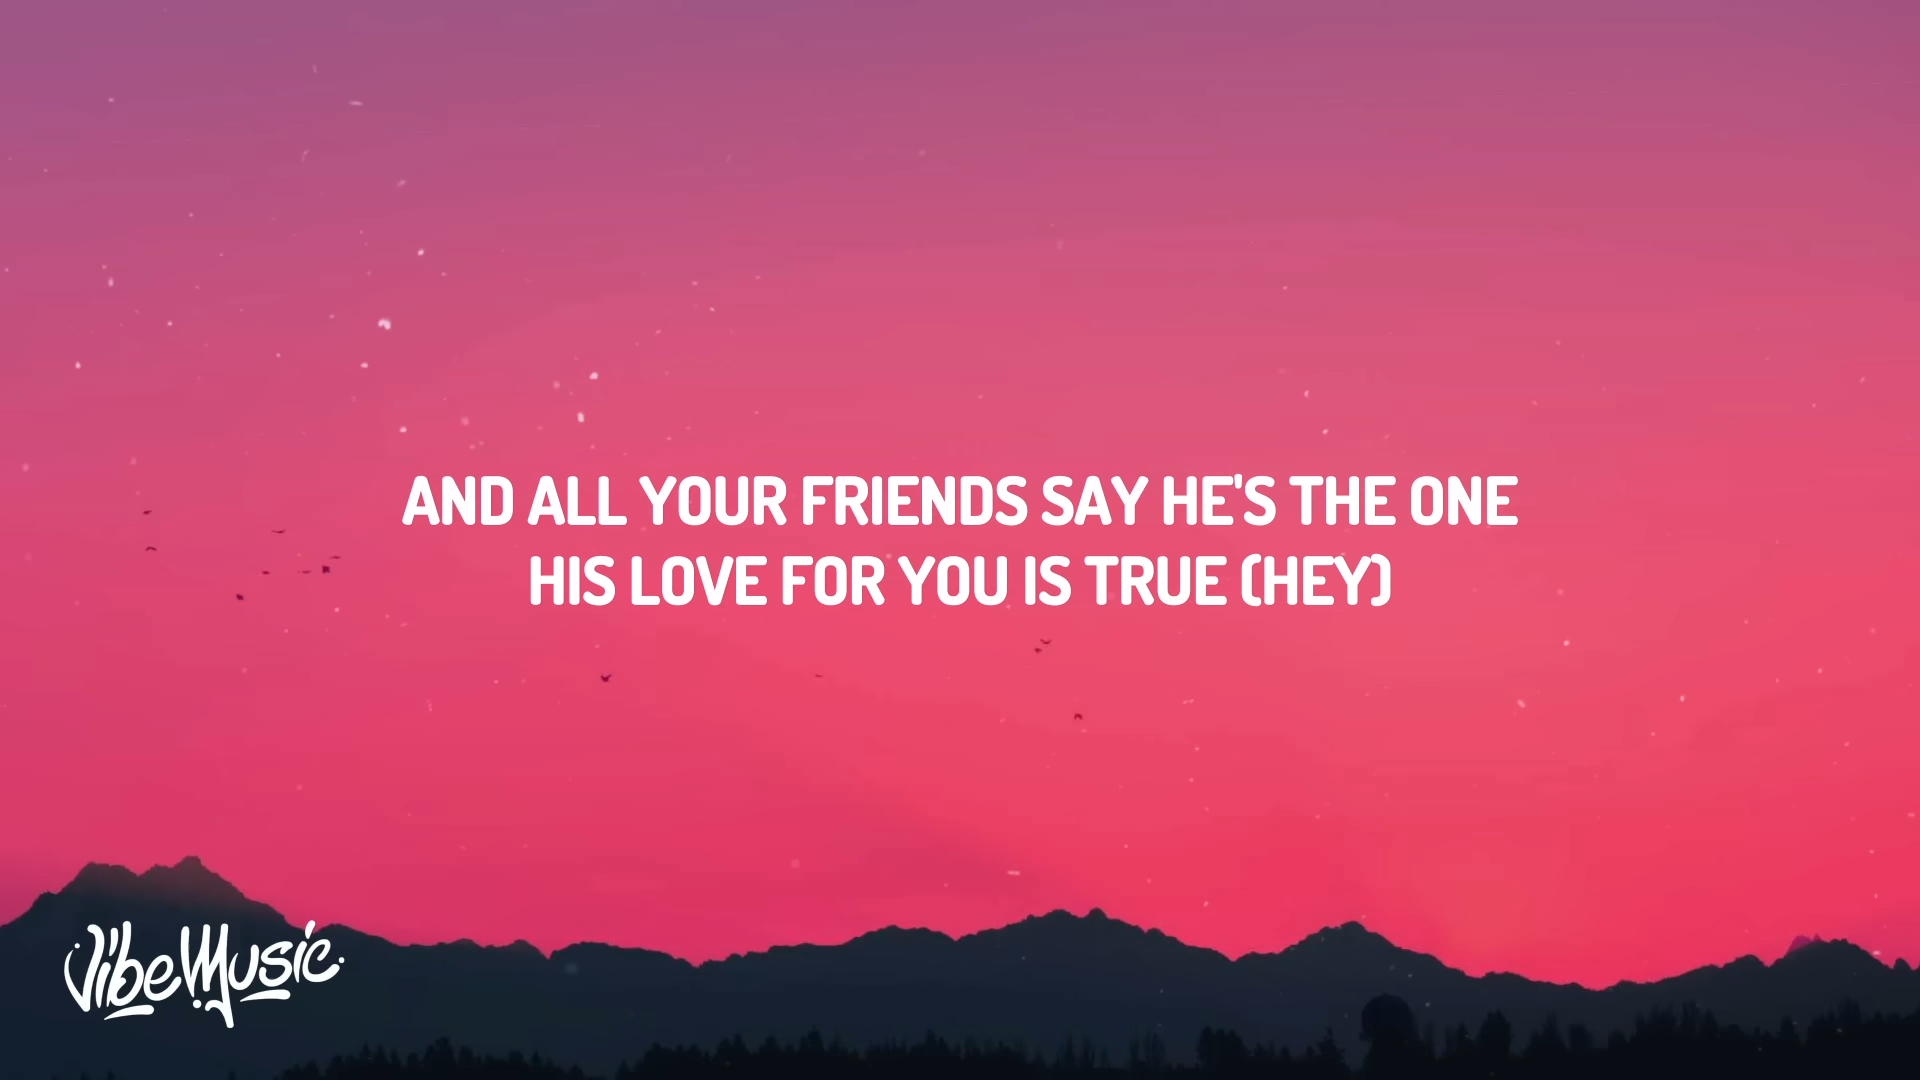 AND ALL YOUR FRIENDS SAY HE'S THE ONE
HIS LOVE FOR YOU IS TRUE (HEY)
VibeMusic